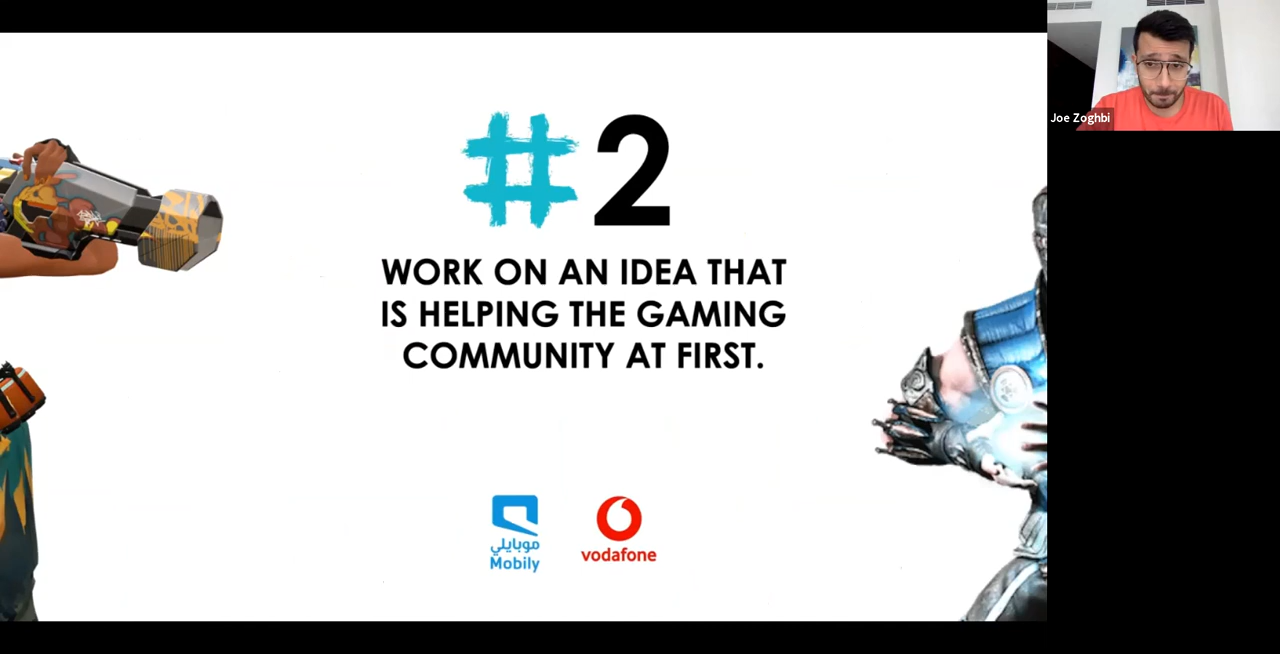 #2
WORK ON AN IDEA THAT
IS HELPING THE GAMING
COMMUNITY AT FIRST.
موبايلي
Mobily
vodafone
Joe Zoghbi